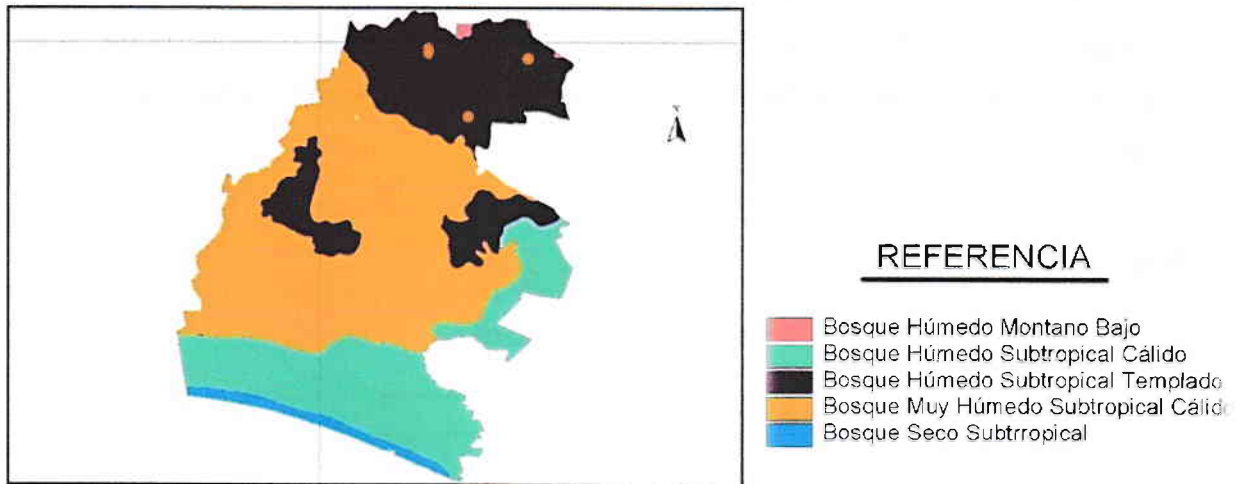 REFERENCIA
Bosque Húmedo Montano Bajo
Bosque Húmedo Subtropical Cálido
Bosque Húmedo Subtropical Templado
Bosque Muy Húmedo Subtropical Cálido
Bosque Seco Subtrropical